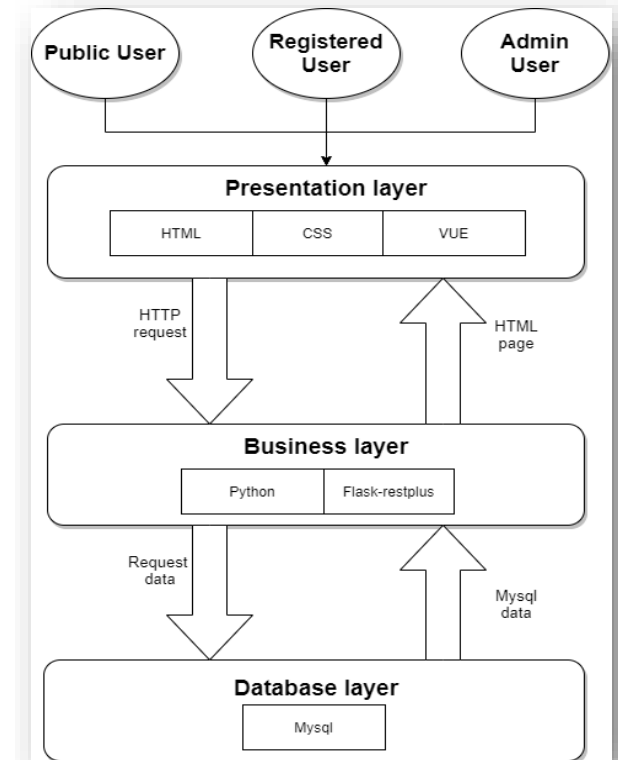 Public User
Registered
User
Admin
User
Presentation layer
HTML
CSS
VUE
HTTP
request
HTML
page
Business layer
Python
Flask-restplus
Request
data
Mysql
data
Database layer
Mysql